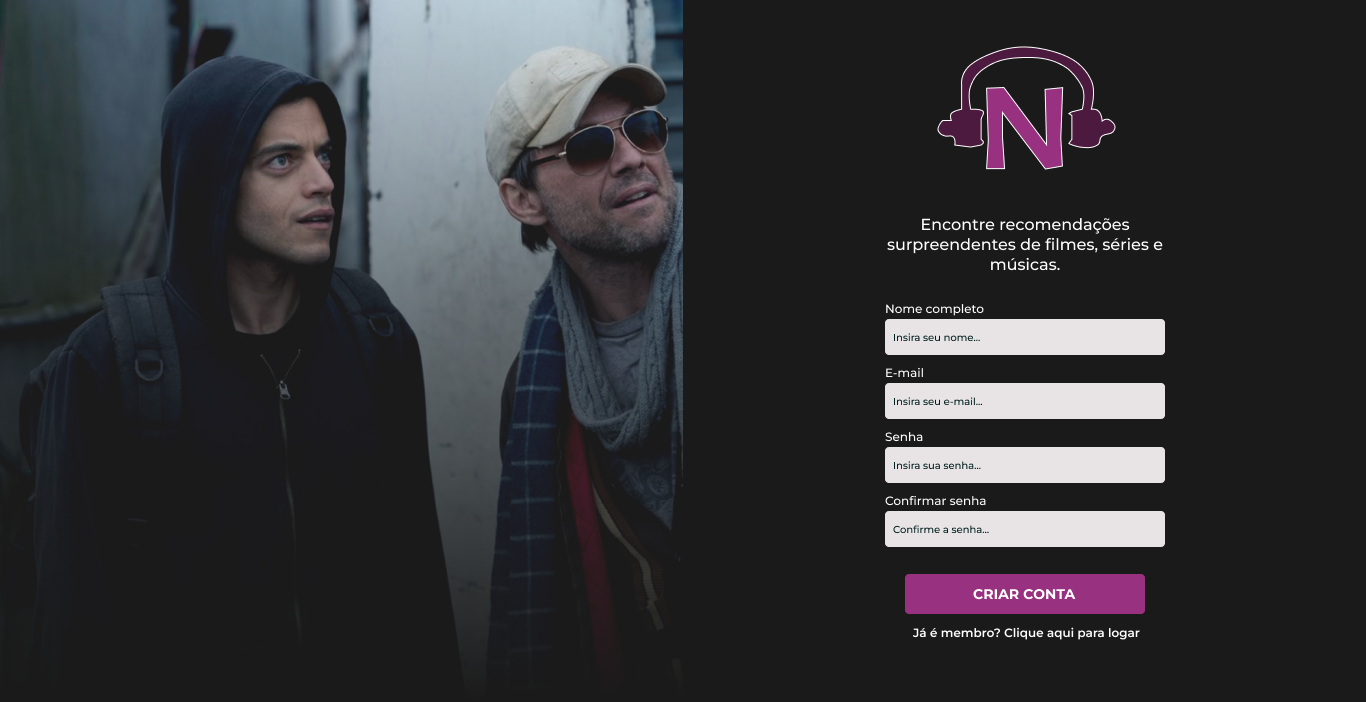 N
Encontre recomendações
surpreendentes de filmes, séries e
músicas.
Nome completo
Insira seu nome...
E-mail
Insira seu e-mail...
Senha
Insira sua senha...
Confirmar senha
Confirme a senha...
CRIAR CONTA
Já é membro? Clique aqui para logar